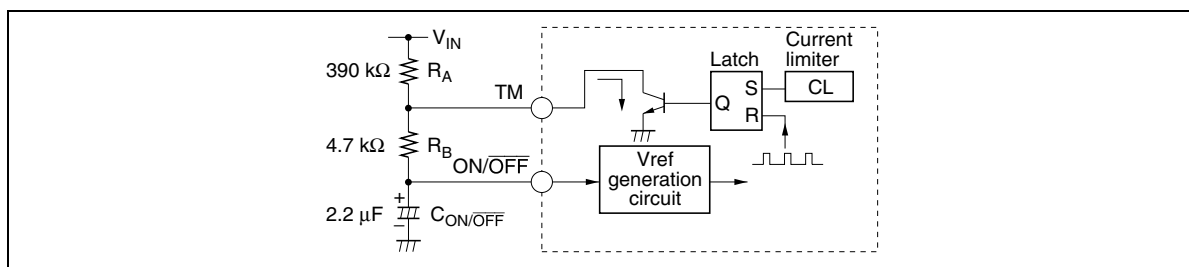 V_IN
390 kΩ R_A
TM
4.7 kΩ R_B
ON/OFF
2.2 μF C_ON/OFF
+
−
Latch
Current limiter
S
CL
Q
R
Vref generation circuit